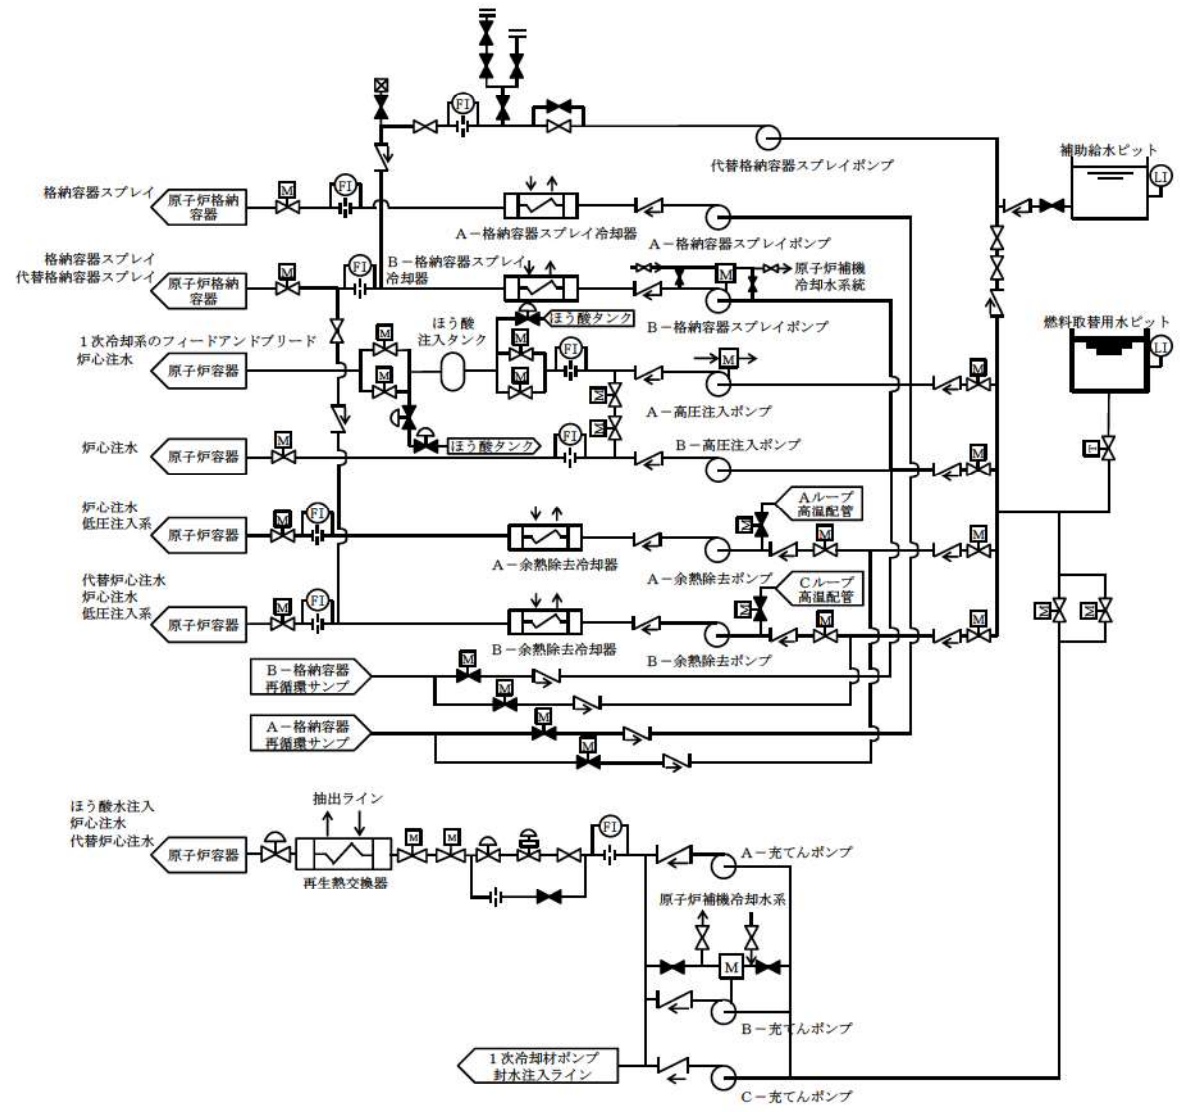 FI
代替格納容器スプレイポンプ
補助給水ピット
LI
格納容器スプレイ
原子炉格納
容器
M
FI
A－格納容器スプレイ冷却器
A－格納容器スプレイポンプ
格納容器スプレイ
代替格納容器スプレイ
原子炉格納
容器
M
FI
B－格納容器スプレイ
冷却器
M
原子炉補機
冷却水系統
B－格納容器スプレイポンプ
燃料取替用水ピット
LI
ほう酸
注入タンク
ほう酸タンク
1次冷却系のフィードアンドブリード
炉心注水
原子炉容器
M
M
M
M
FI
M
M
M
M
A－高圧注入ポンプ
ほう酸タンク
炉心注水
原子炉容器
M
FI
B－高圧注入ポンプ
M
炉心注水
低圧注入系
原子炉容器
M
FI
A－余熱除去冷却器
A－余熱除去ポンプ
Aループ
高温配管
M
M
M
代替炉心注水
炉心注水
低圧注入系
原子炉容器
M
FI
B－余熱除去冷却器
B－余熱除去ポンプ
Cループ
高温配管
M
M
M
M
M
B－格納容器
再循環サンプ
M
M
A－格納容器
再循環サンプ
M
M
ほう酸水注入
炉心注水
代替炉心注水
原子炉容器
抽出ライン
再生熱交換器
M
M
FI
A－充てんポンプ
原子炉補機冷却水系
M
B－充てんポンプ
1次冷却材ポンプ
封水注入ライン
C－充てんポンプ